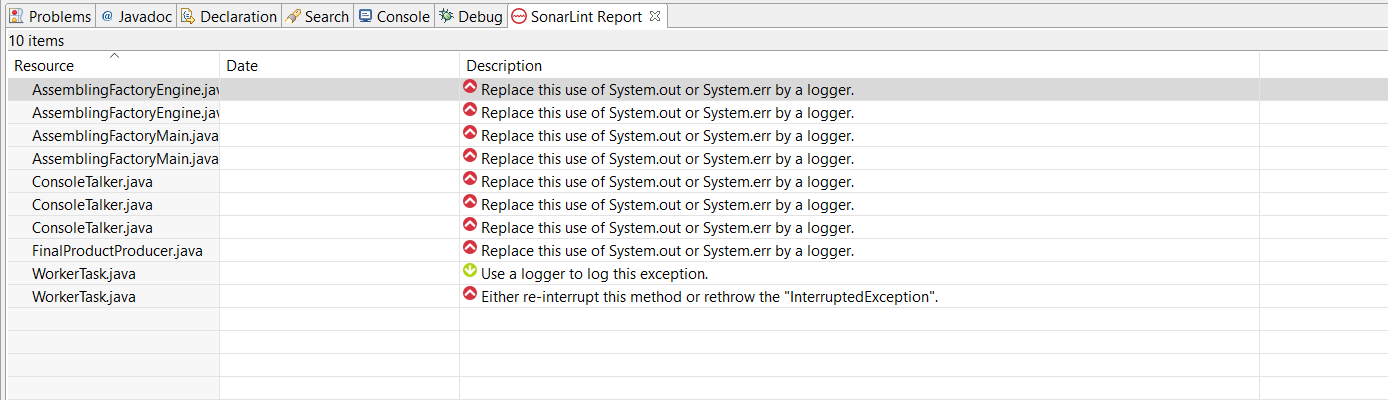 Problems @ Javadoc Declaration Search Console Debug SonarLint Report
10 items
Resource Date Description
AssemblingFactoryEngine.jav Replace this use of System.out or System.err by a logger.
AssemblingFactoryEngine.jav Replace this use of System.out or System.err by a logger.
AssemblingFactoryMain.java Replace this use of System.out or System.err by a logger.
AssemblingFactoryMain.java Replace this use of System.out or System.err by a logger.
ConsoleTalker.java Replace this use of System.out or System.err by a logger.
ConsoleTalker.java Replace this use of System.out or System.err by a logger.
ConsoleTalker.java Replace this use of System.out or System.err by a logger.
FinalProductProducer.java Replace this use of System.out or System.err by a logger.
WorkerTask.java Use a logger to log this exception.
WorkerTask.java Either re-interrupt this method or rethrow the "InterruptedException".